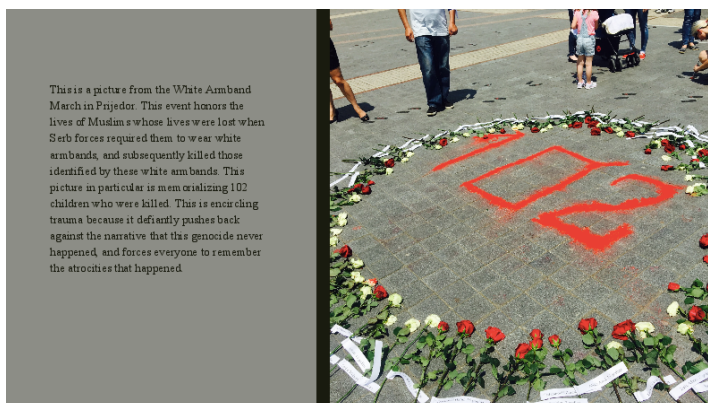 This is a picture from the White Armband
March in Prijedor. This event honors the
lives of Muslims whose lives were lost when
Serb forces required them to wear white
armbands, and subsequently killed those
identified by these white armbands. This
picture in particular is memorializing 102
children who were killed. This is encircling
trauma because it defiantly pushes back
against the narrative that this genocide never
happened, and forces everyone to remember
the atrocities that happened.
102